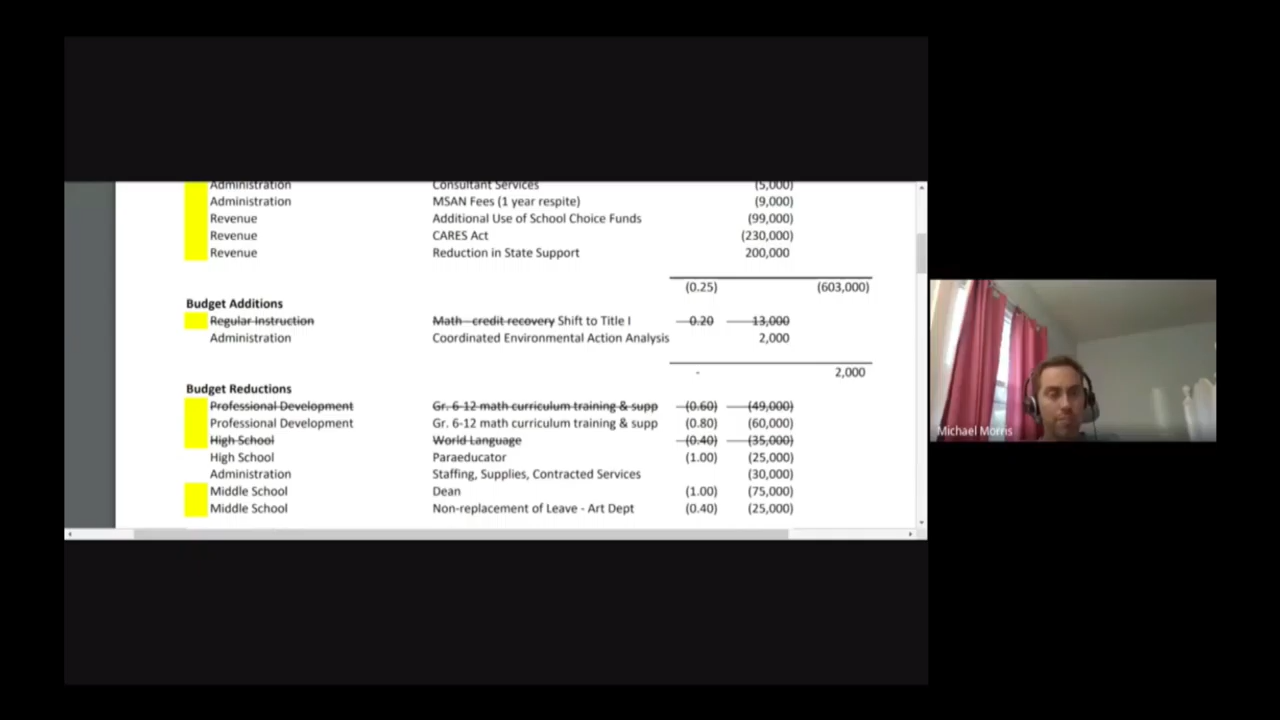 Administration Consultant Services (5,000)
Administration MSAN Fees (1 year respite) (9,000)
Revenue Additional Use of School Choice Funds (99,000)
Revenue CARES Act (230,000)
Revenue Reduction in State Support 200,000
(0.25) (603,000)
Budget Additions
Regular Instruction Math - credit recovery Shift to Title I 0.20 13,000
Administration Coordinated Environmental Action Analysis 2,000
- 2,000
Budget Reductions
Professional Development Gr. 6-12 math curriculum training & supp (0.60) (49,000)
Professional Development Gr. 6-12 math curriculum training & supp (0.80) (60,000)
High School World Language (0.40) (35,000)
High School Paraeducator (1.00) (25,000)
Administration Staffing, Supplies, Contracted Services (30,000)
Middle School Dean (1.00) (75,000)
Middle School Non-replacement of Leave - Art Dept (0.40) (25,000)
Michael Morris